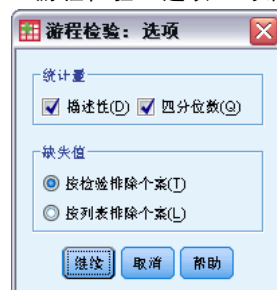 游程检验：选项
统计量
描述性(D) 四分位数(Q)
缺失值
按检验排除个案(T)
按列表排除个案(L)
继续 取消 帮助